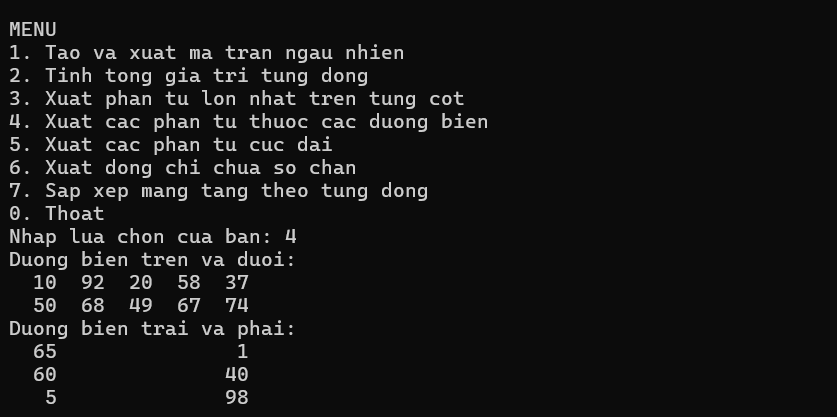 MENU
1. Tao va xuat ma tran ngau nhien
2. Tinh tong gia tri tung dong
3. Xuat phan tu lon nhat tren tung cot
4. Xuat cac phan tu thuoc cac duong bien
5. Xuat cac phan tu cuc dai
6. Xuat dong chi chua so chan
7. Sap xep mang tang theo tung dong
0. Thoat
Nhap lua chon cua ban: 4
Duong bien tren va duoi:
  10  92  20  58  37
  50  68  49  67  74
Duong bien trai va phai:
  65               1
  60              40
   5              98